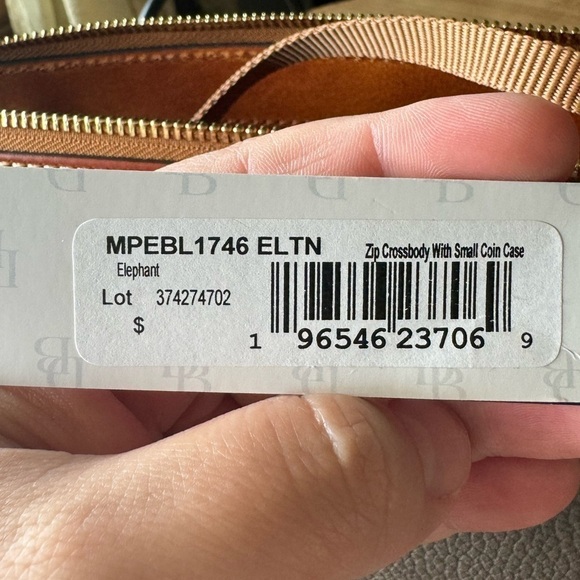 MPEBL1746 ELTN Zip Crossbody With Small Coin Case
Elephant
Lot 374274702
$
1 96546 23706 9